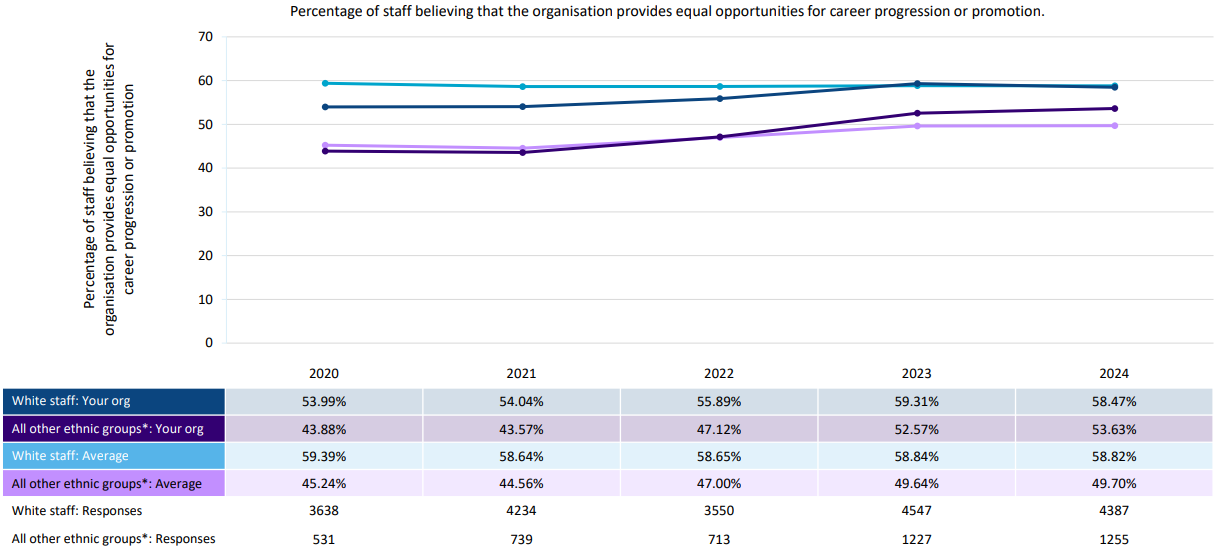 Percentage of staff believing that the organisation provides equal opportunities for career progression or promotion.
Percentage of staff believing that the
organisation provides equal opportunities for
career progression or promotion
70
60
50
40
30
20
10
0
2020 2021 2022 2023 2024
White staff: Your org 53.99% 54.04% 55.89% 59.31% 58.47%
All other ethnic groups*: Your org 43.88% 43.57% 47.12% 52.57% 53.63%
White staff: Average 59.39% 58.64% 58.65% 58.84% 58.82%
All other ethnic groups*: Average 45.24% 44.56% 47.00% 49.64% 49.70%
White staff: Responses 3638 4234 3550 4547 4387
All other ethnic groups*: Responses 531 739 713 1227 1255